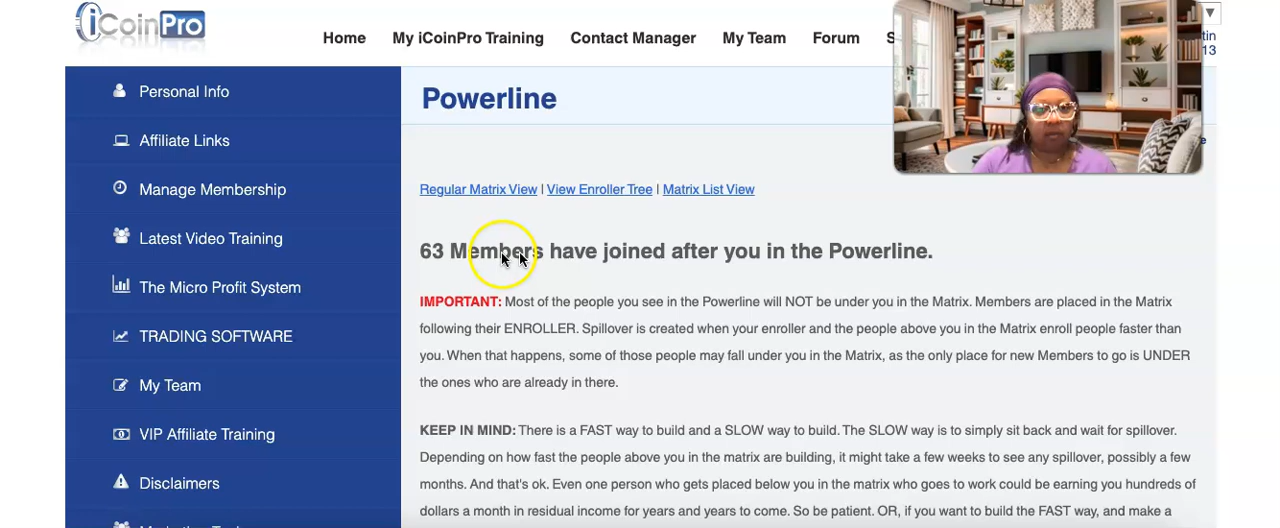 iCoinPro
Home My iCoinPro Training Contact Manager My Team Forum S
tin
13
Personal Info
Affiliate Links
Manage Membership
Latest Video Training
The Micro Profit System
TRADING SOFTWARE
My Team
VIP Affiliate Training
Disclaimers
Powerline
e
Regular Matrix View | View Enroller Tree | Matrix List View
63 Members have joined after you in the Powerline.
IMPORTANT: Most of the people you see in the Powerline will NOT be under you in the Matrix. Members are placed in the Matrix
following their ENROLLER. Spillover is created when your enroller and the people above you in the Matrix enroll people faster than
you. When that happens, some of those people may fall under you in the Matrix, as the only place for new Members to go is UNDER
the ones who are already in there.
KEEP IN MIND: There is a FAST way to build and a SLOW way to build. The SLOW way is to simply sit back and wait for spillover.
Depending on how fast the people above you in the matrix are building, it might take a few weeks to see any spillover, possibly a few
months. And that's ok. Even one person who gets placed below you in the matrix who goes to work could be earning you hundreds
of dollars a month in residual income for years and years to come. So be patient. OR, if you want to build the FAST way, and make a